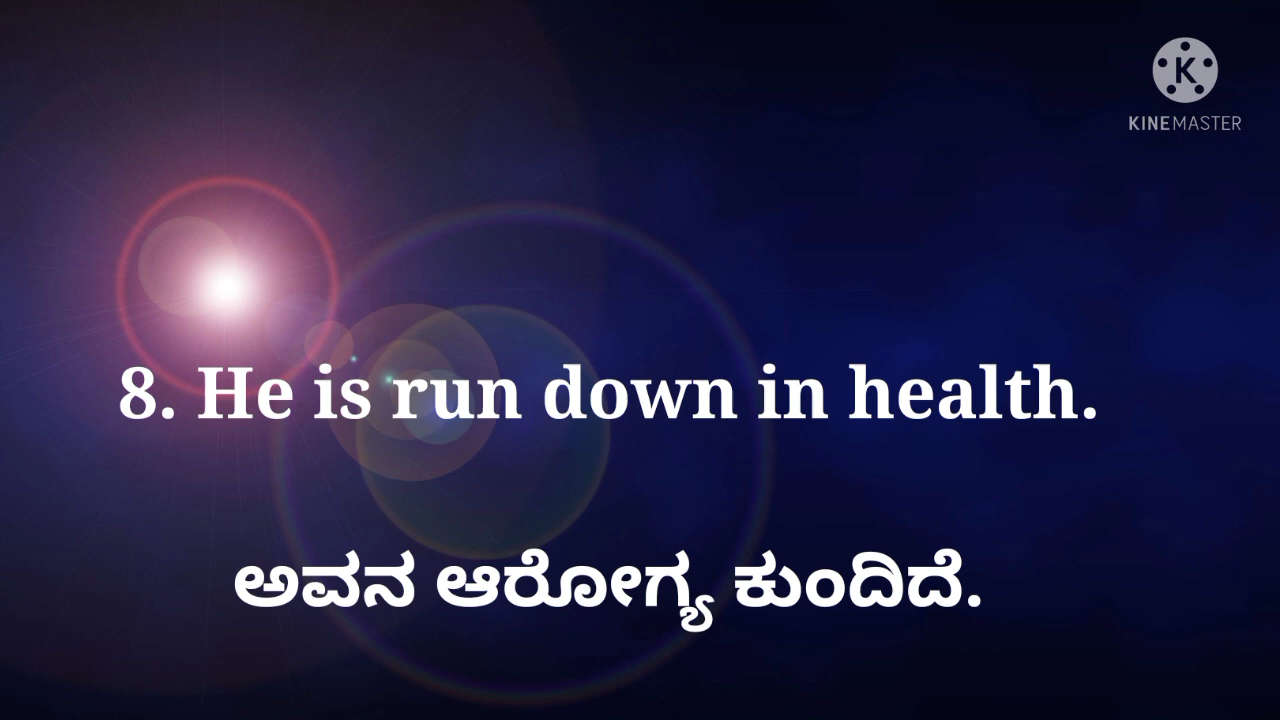 KINEMASTER
8. He is run down in health.
ಅವನ ಆರೋಗ್ಯ ಕುಂದಿದೆ.